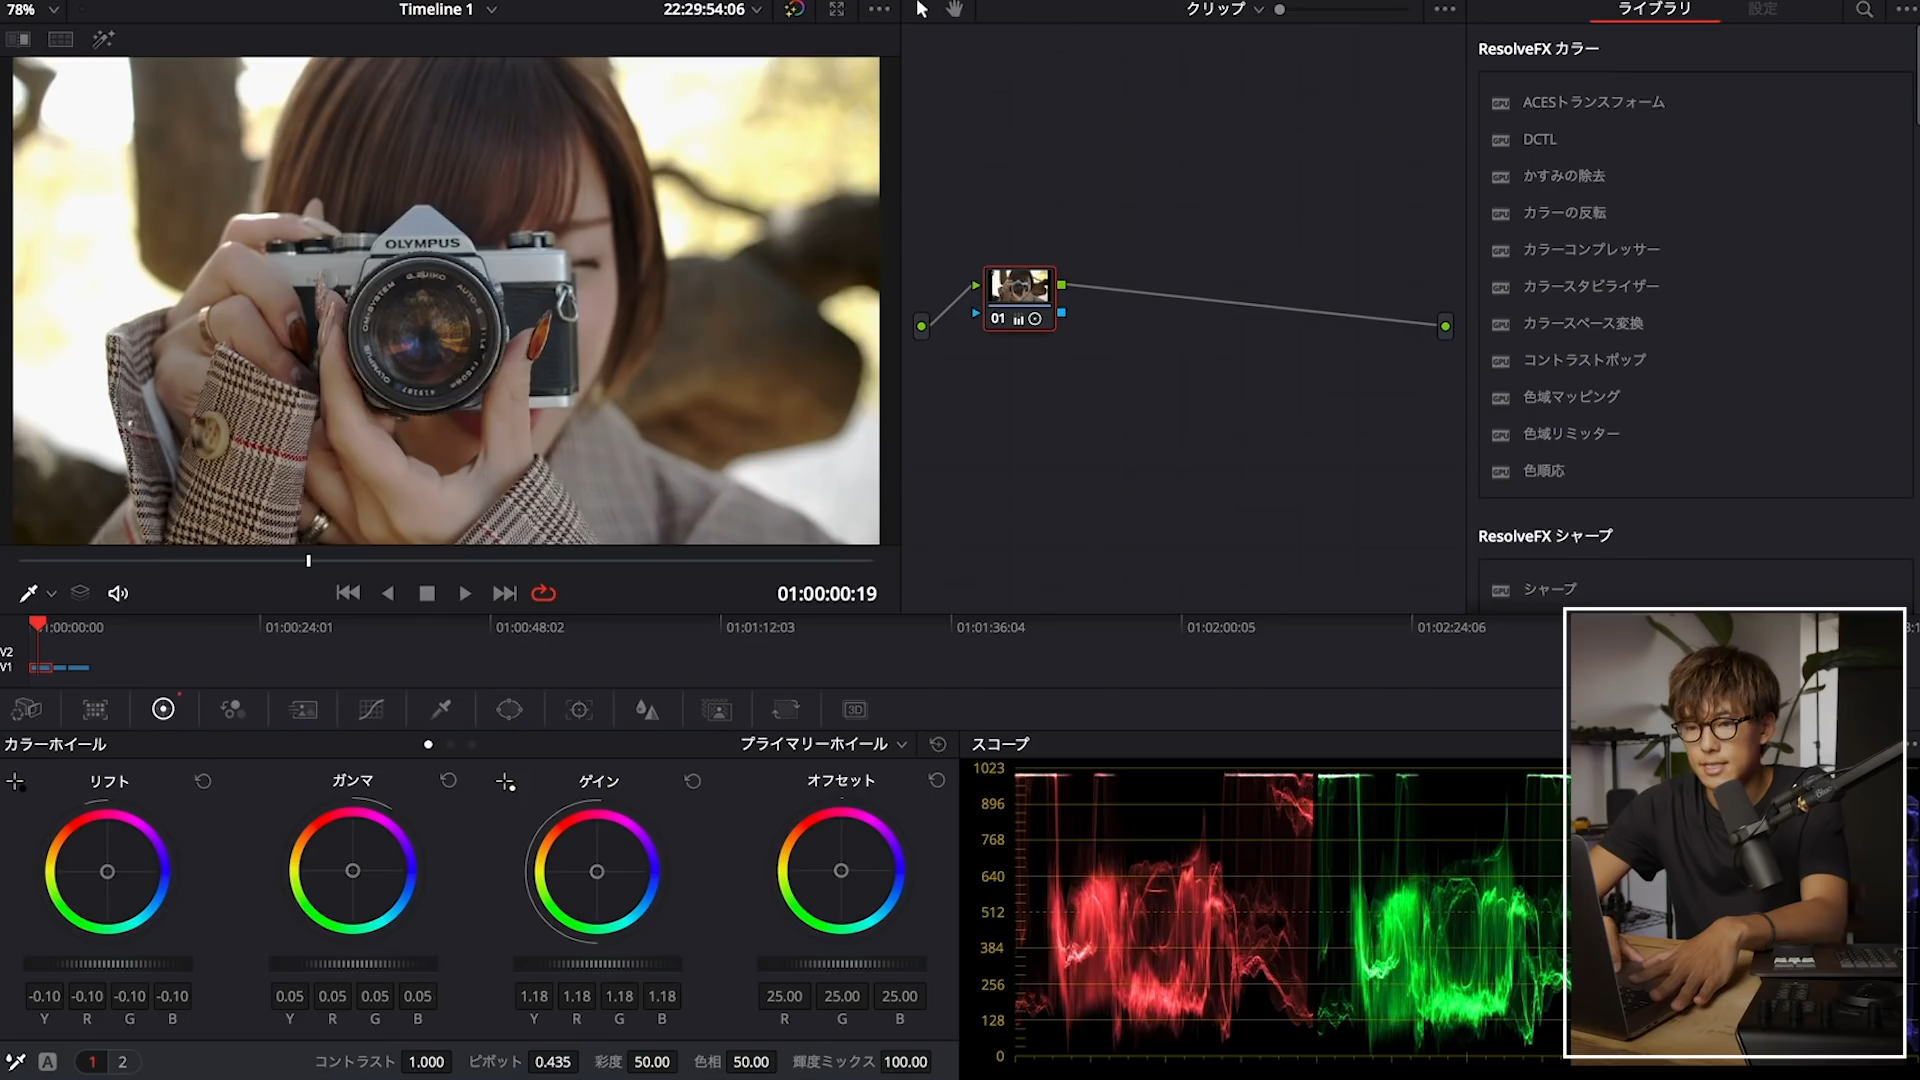 78%
Timeline 1
22:29:54:06
クリップ
ライブラリ
設定
ResolveFX カラー
ACESトランスフォーム
DCTL
かすみの除去
カラーの反転
カラーコンプレッサー
カラースタビライザー
カラースペース変換
コントラストポップ
色域マッピング
色域リミッター
色順応
ResolveFX シャープ
シャープ
OLYMPUS
OM-SYSTEM
G.ZUIKO
AUTO-S
OLYMPUS
01
01:00:00:19
1:00:00:00
01:00:24:01
01:00:48:02
01:01:12:03
01:01:36:04
01:02:00:05
01:02:24:06
V2
V1
3D
カラーホイール
プライマリーホイール
スコープ
リフト
ガンマ
ゲイン
オフセット
-0.10 -0.10 -0.10 -0.10
Y R G B
0.05 0.05 0.05 0.05
Y R G B
1.18 1.18 1.18 1.18
Y R G B
25.00 25.00 25.00
R G B
1023
896
768
640
512
384
256
128
0
A
1 2
コントラスト 1.000
ピボット 0.435
彩度 50.00
色相 50.00
輝度ミックス 100.00